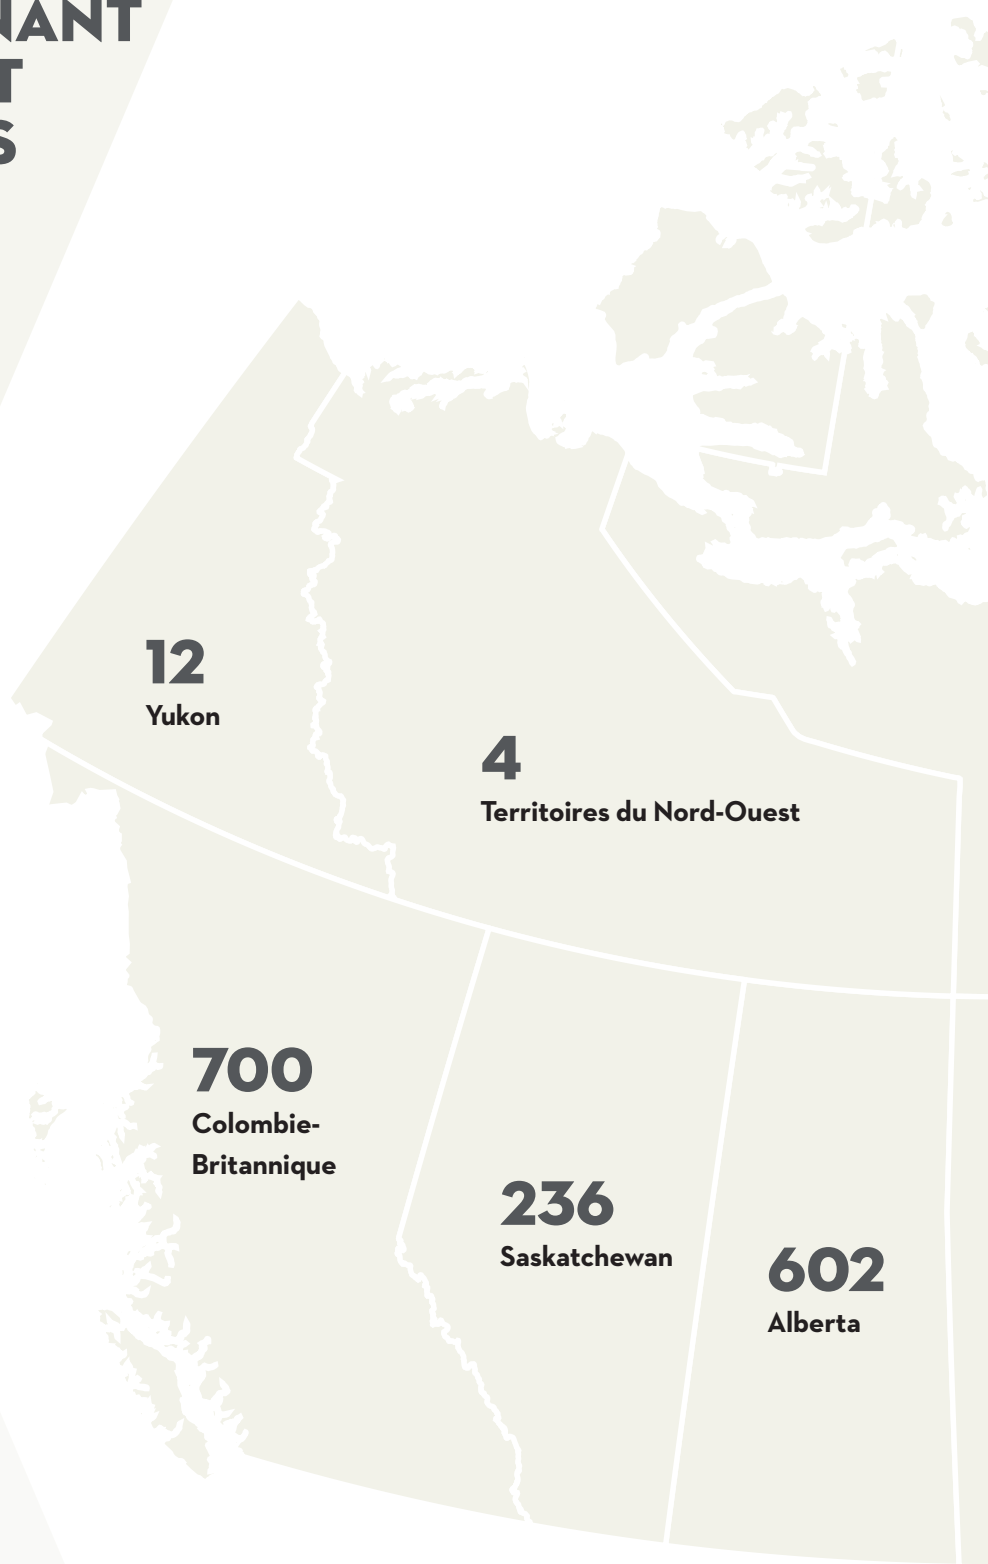 NANT
T
S
12
Yukon
4
Territoires du Nord-Ouest
700
Colombie-
Britannique
236
Saskatchewan
602
Alberta